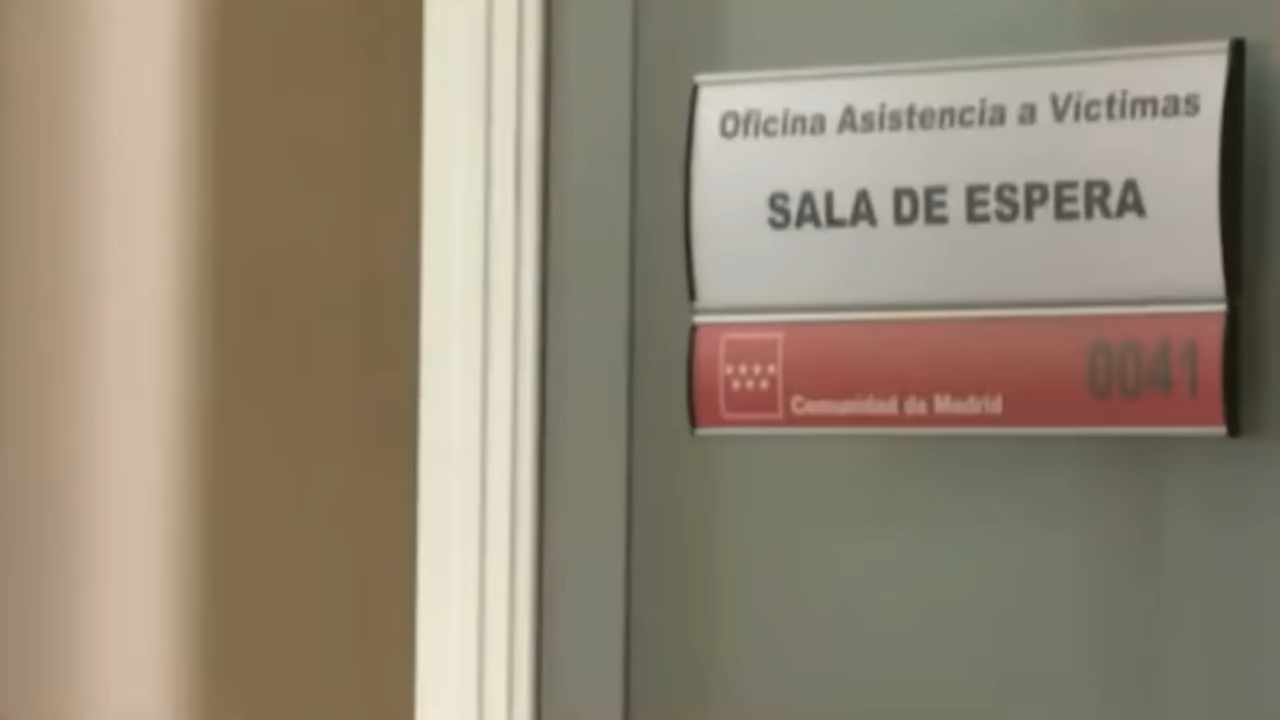 Oficina Asistencia a Víctimas
SALA DE ESPERA
0041
Comunidad de Madrid